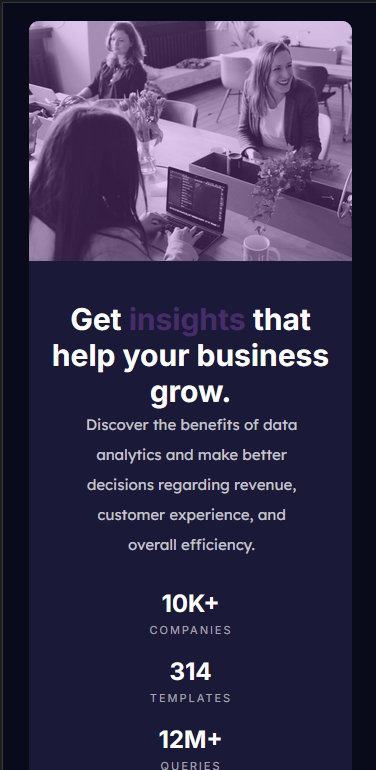 Get insights that
help your business
grow.
Discover the benefits of data
analytics and make better
decisions regarding revenue,
customer experience, and
overall efficiency.
10K+
COMPANIES
314
TEMPLATES
12M+
QUERIES